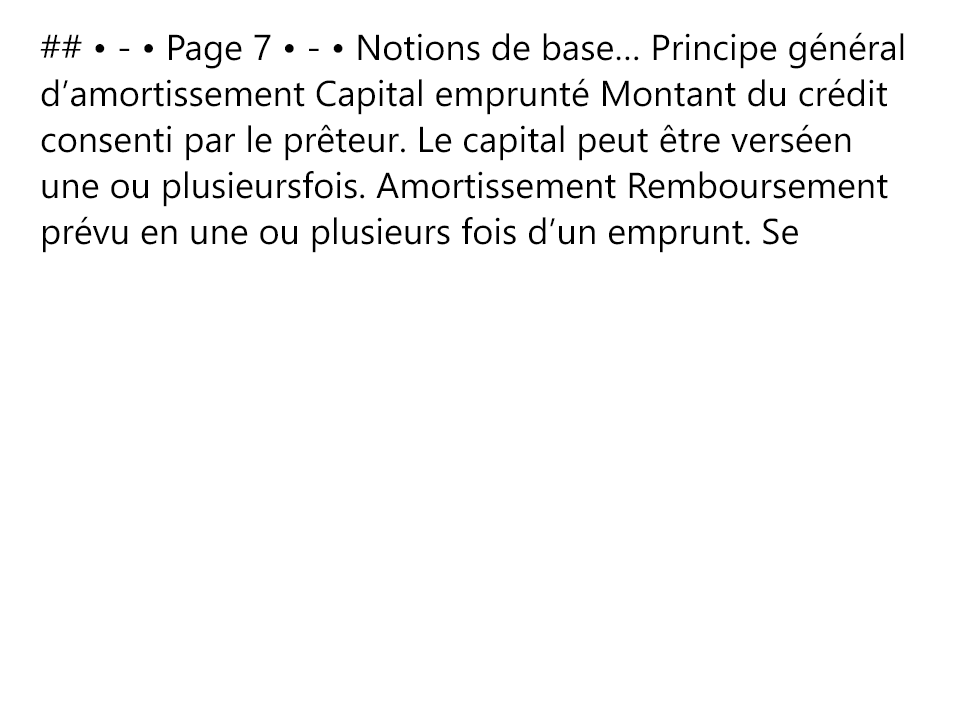 ## • - • Page 7 • - • Notions de base… Principe général
d’amortissement Capital emprunté Montant du crédit
consenti par le prêteur. Le capital peut être verséen
une ou plusieursfois. Amortissement Remboursement
prévu en une ou plusieurs fois d’un emprunt. Se